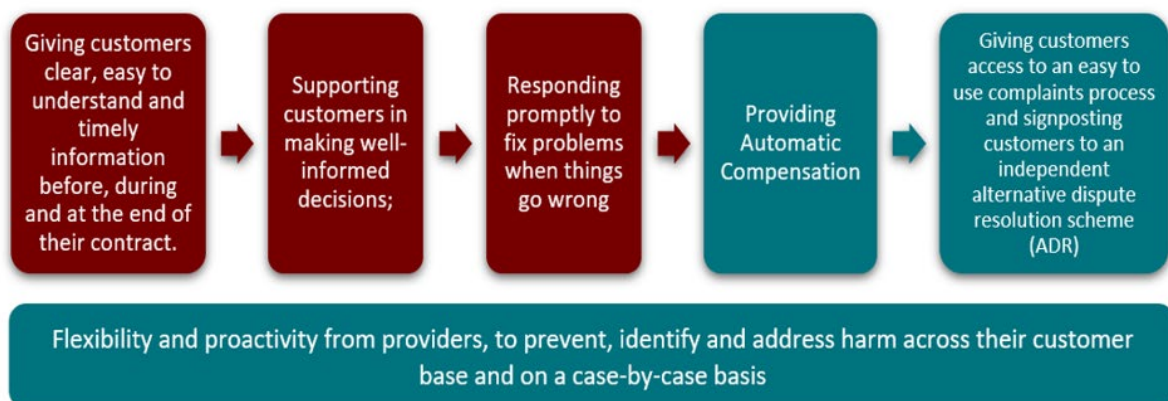 Giving customers
clear, easy to
understand and
timely
information
before, during
and at the end of
their contract.
Supporting
customers in
making well-
informed
decisions;
Responding
promptly to
fix problems
when things
go wrong
Providing
Automatic
Compensation
Giving customers
access to an easy to
use complaints process
and signposting
customers to an
independent
alternative dispute
resolution scheme
(ADR)
Flexibility and proactivity from providers, to prevent, identify and address harm across their customer
base and on a case-by-case basis